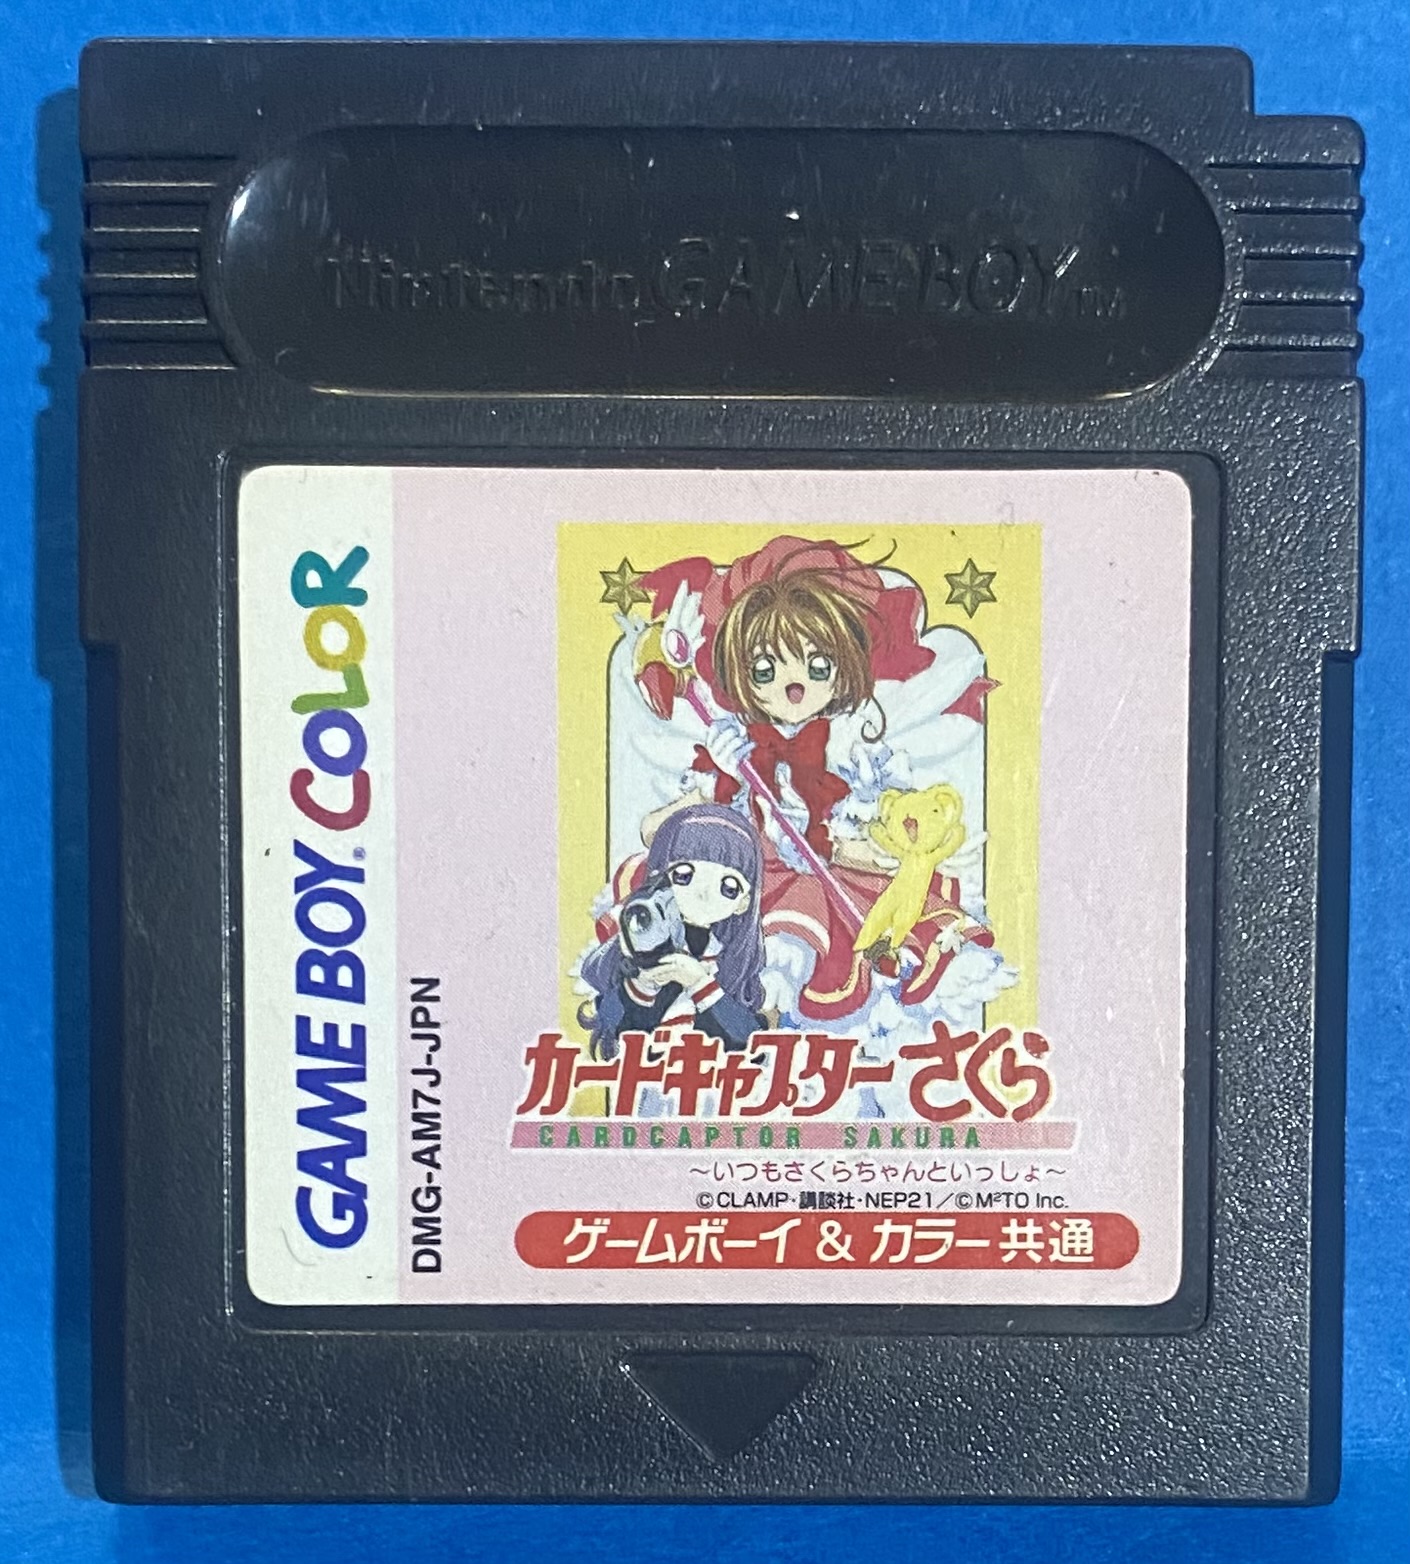 Nintendo GAME BOY™
GAME BOY® COLOR
DMG-AM7J-JPN
カードキャプターさくら
CARDCAPTOR SAKURA
～いつもさくらちゃんといっしょ～
©CLAMP・講談社・NEP21／©M²TO Inc.
ゲームボーイ & カラー 共通